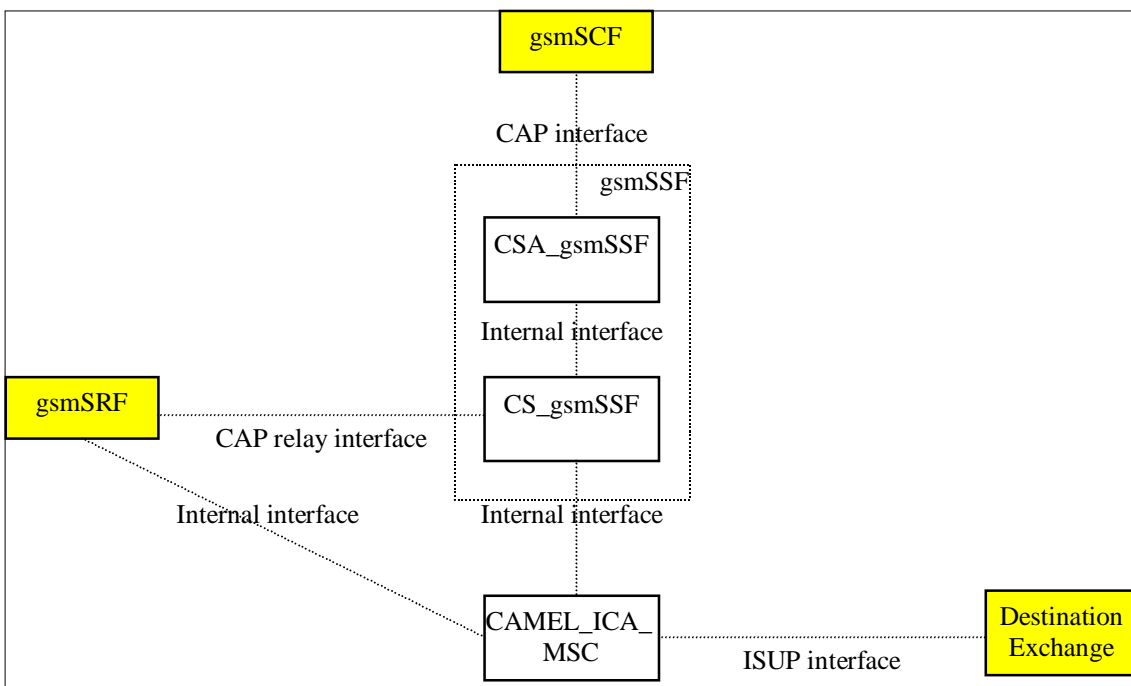 gsmSCF
CAP interface
gsmSSF
CSA_gsmSSF
Internal interface
gsmSRF
CS_gsmSSF
CAP relay interface
Internal interface
Internal interface
CAMEL_ICA_
MSC
Destination
Exchange
ISUP interface